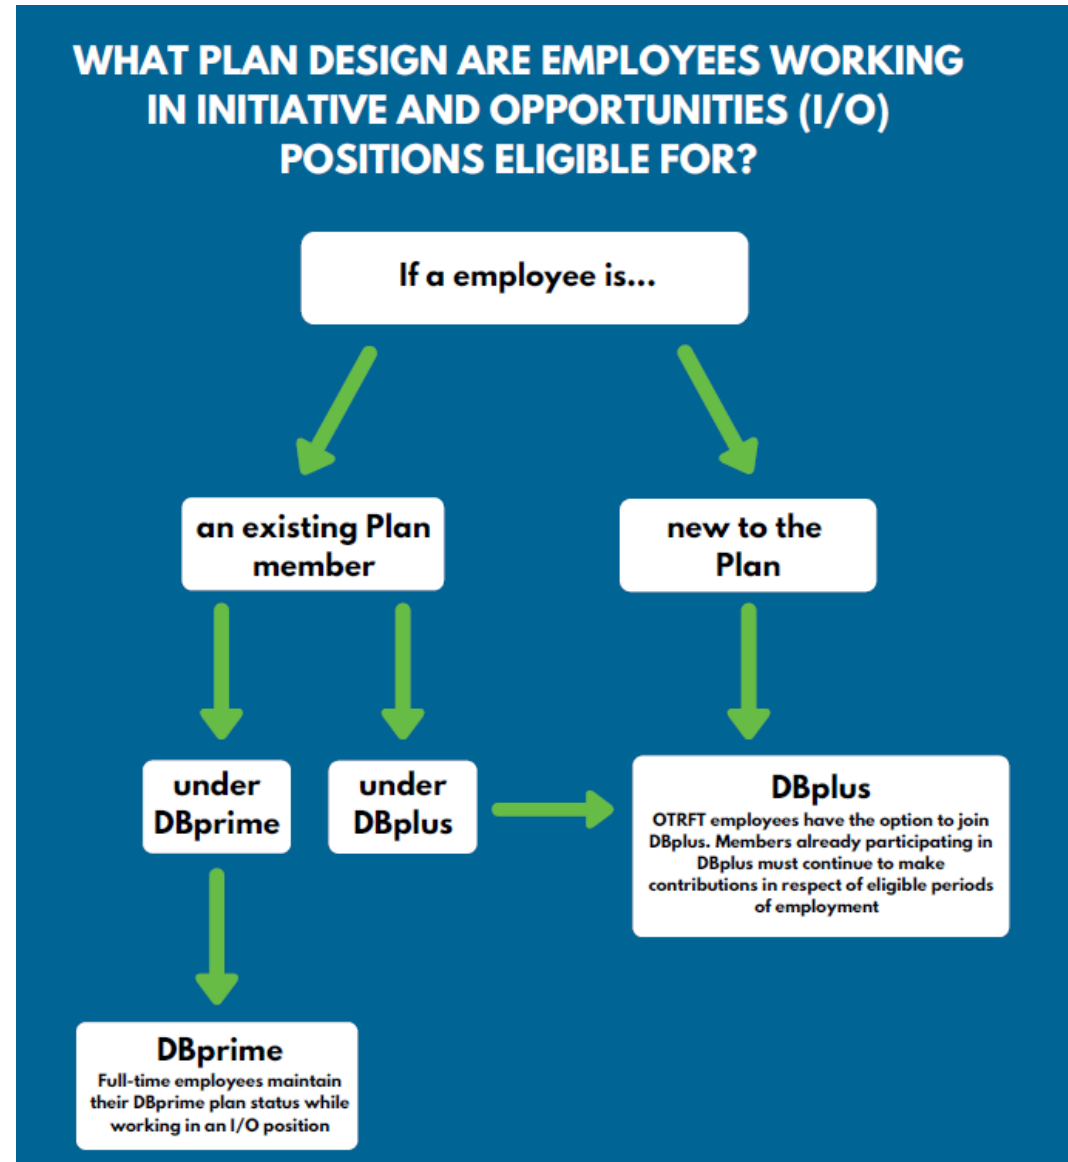 WHAT PLAN DESIGN ARE EMPLOYEES WORKING
IN INITIATIVE AND OPPORTUNITIES (I/O)
POSITIONS ELIGIBLE FOR?
If a employee is...
an existing Plan
member
new to the
Plan
under
DBprime
under
DBplus
DBplus
OTRFT employees have the option to join
DBplus. Members already participating in
DBplus must continue to make
contributions in respect of eligible periods
of employment
DBprime
Full-time employees maintain
their DBprime plan status while
working in an I/O position